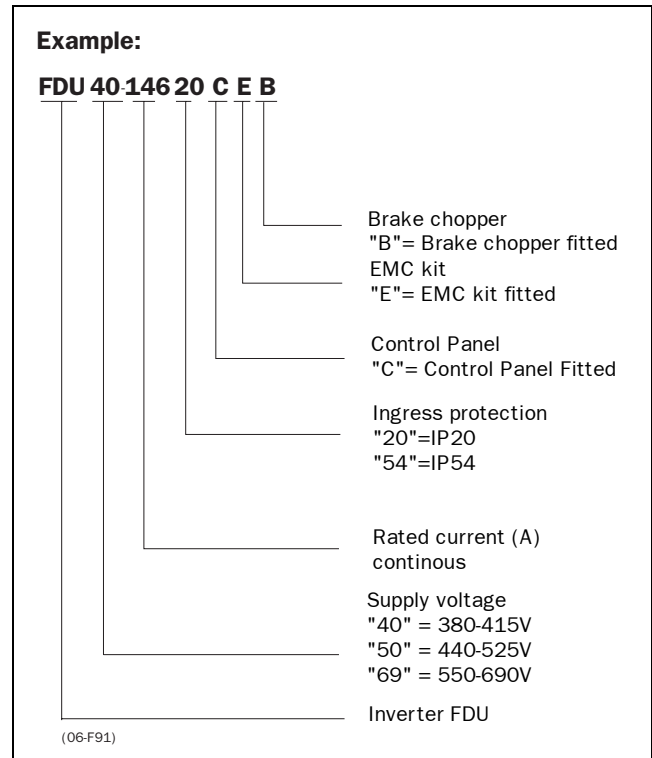 Example:
FDU 40-146 20 C E B
Brake chopper
"B"= Brake chopper fitted
EMC kit
"E"= EMC kit fitted
Control Panel
"C"= Control Panel Fitted
Ingress protection
"20"=IP20
"54"=IP54
Rated current (A)
continous
Supply voltage
"40" = 380-415V
"50" = 440-525V
"69" = 550-690V
Inverter FDU
(06-F91)